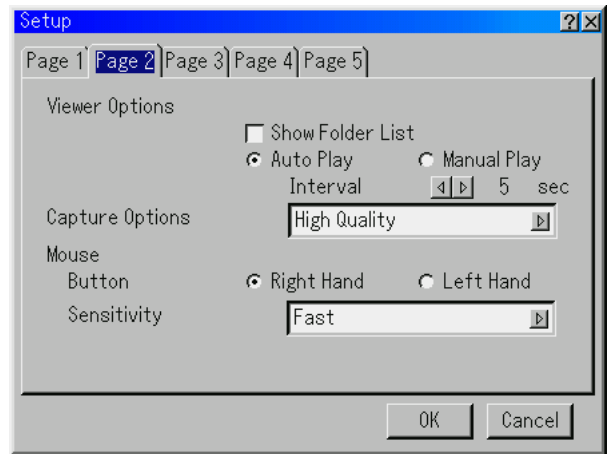 Setup
Page 1 Page 2 Page 3 Page 4 Page 5
Viewer Options
Show Folder List
Auto Play Manual Play
Interval 5 sec
Capture Options High Quality
Mouse
Button Right Hand Left Hand
Sensitivity Fast
OK Cancel